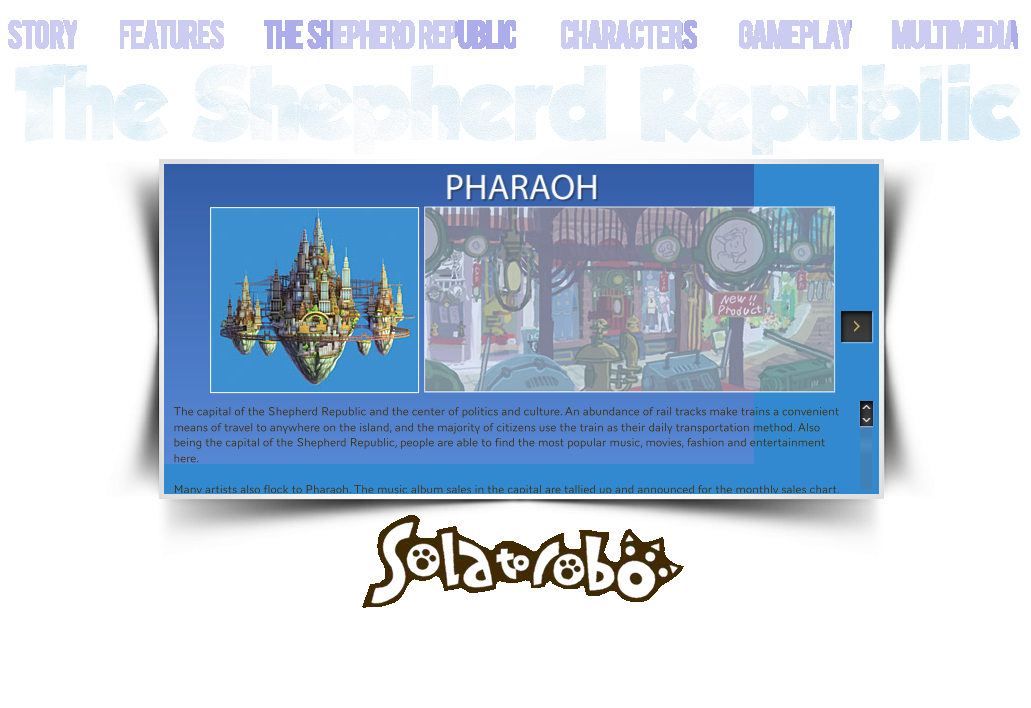 STORY FEATURES THE SHEPHERD REPUBLIC CHARACTERS GAMEPLAY MULTIMEDIA
The Shepherd Republic
PHARAOH
New!!
Product
The capital of the Shepherd Republic and the center of politics and culture. An abundance of rail tracks make trains a convenient
means of travel to anywhere on the island, and the majority of citizens use the train as their daily transportation method. Also
being the capital of the Shepherd Republic, people are able to find the most popular music, movies, fashion and entertainment
here.
Many artists also flock to Pharaoh. The music album sales in the capital are tallied up and announced for the monthly sales chart.
Solatorobo